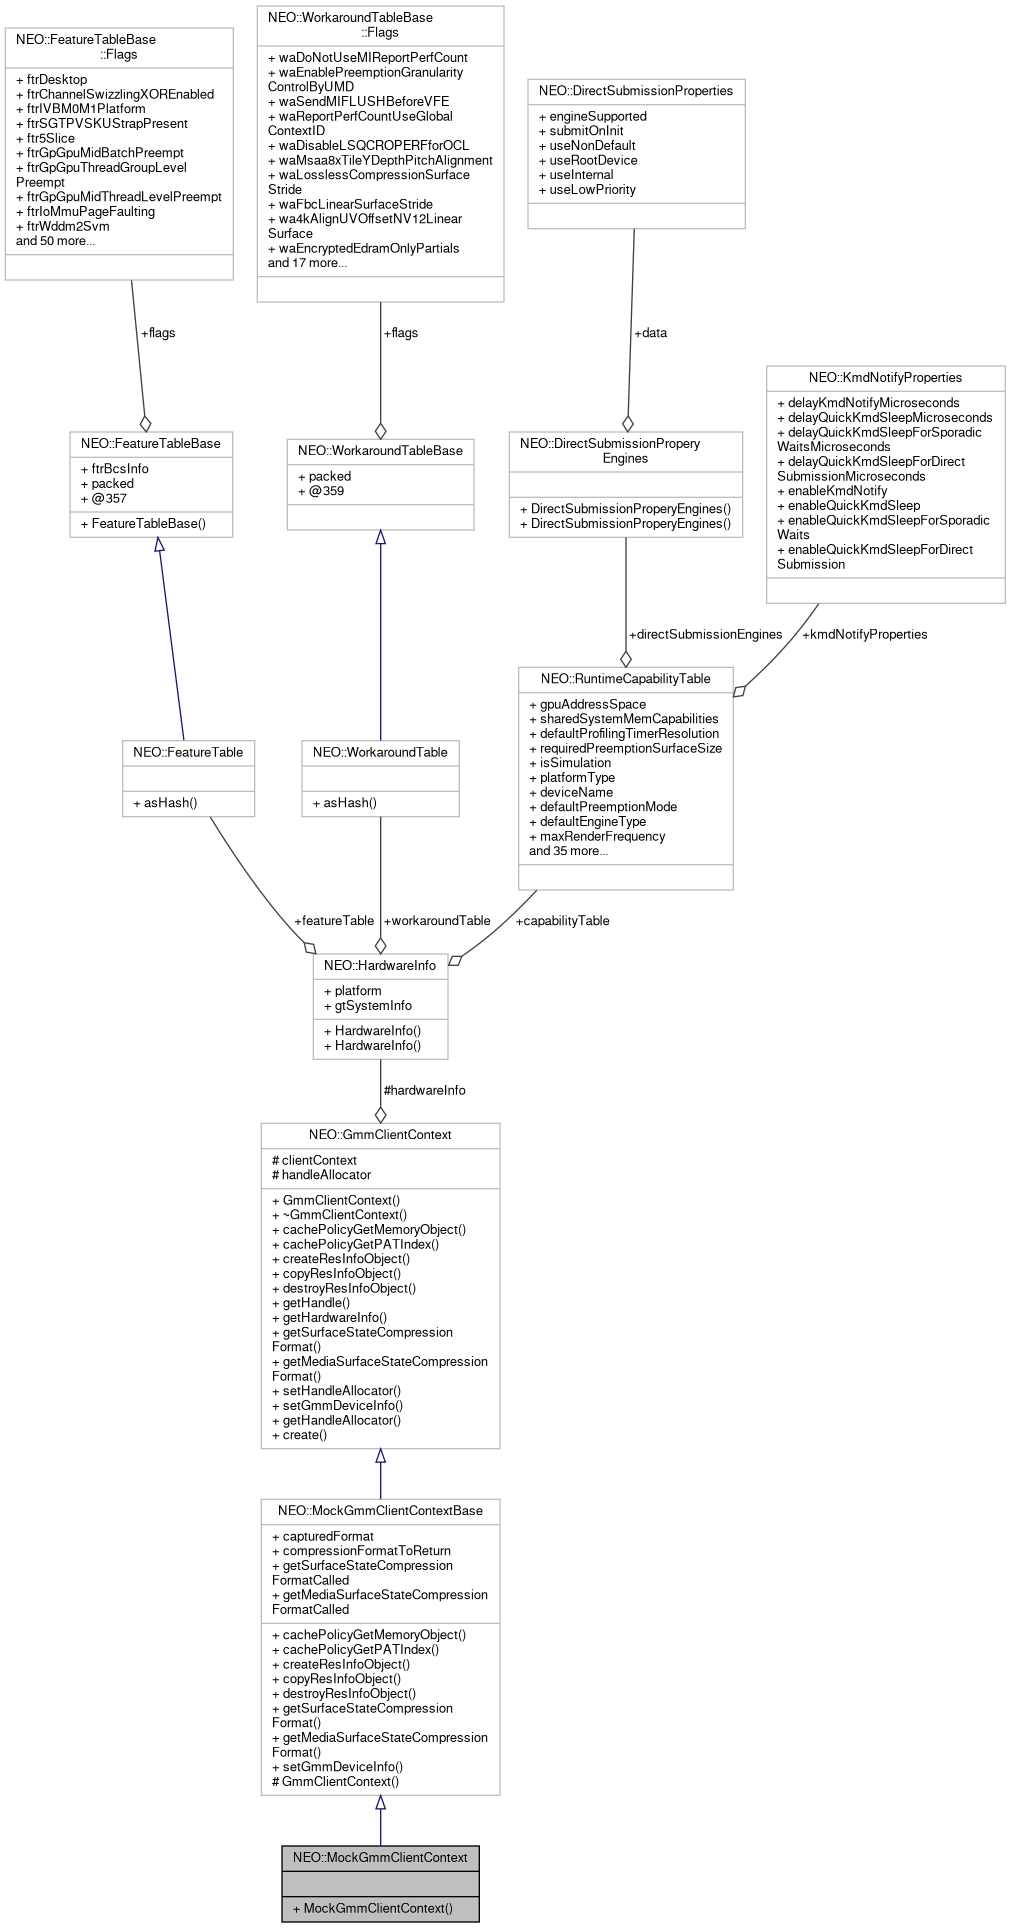 NEO::FeatureTableBase
::Flags
+ ftrDesktop
+ ftrChannelSwizzlingXOREnabled
+ ftrIVBM0M1Platform
+ ftrSGTPVSKUStrapPresent
+ ftr5Slice
+ ftrGpGpuMidBatchPreempt
+ ftrGpGpuThreadGroupLevel
Preempt
+ ftrGpGpuMidThreadLevelPreempt
+ ftrIoMmuPageFaulting
+ ftrWddm2Svm
and 50 more...
NEO::WorkaroundTableBase
::Flags
+ waDoNotUseMIReportPerfCount
+ waEnablePreemptionGranularity
ControlByUMD
+ waSendMIFLUSHBeforeVFE
+ waReportPerfCountUseGlobal
ContextID
+ waDisableLSQCROPERFforOCL
+ waMsaa8xTileYDepthPitchAlignment
+ waLosslessCompressionSurface
Stride
+ waFbcLinearSurfaceStride
+ wa4kAlignUVOffsetNV12Linear
Surface
+ waEncryptedEdramOnlyPartials
and 17 more...
NEO::DirectSubmissionProperties
+ engineSupported
+ submitOnInit
+ useNonDefault
+ useRootDevice
+ useInternal
+ useLowPriority
+flags
+flags
+data
NEO::KmdNotifyProperties
+ delayKmdNotifyMicroseconds
+ delayQuickKmdSleepMicroseconds
+ delayQuickKmdSleepForSporadic
WaitsMicroseconds
+ delayQuickKmdSleepForDirect
SubmissionMicroseconds
+ enableKmdNotify
+ enableQuickKmdSleep
+ enableQuickKmdSleepForSporadic
Waits
+ enableQuickKmdSleepForDirect
Submission
NEO::FeatureTableBase
+ ftrBcsInfo
+ packed
+ @357
+ FeatureTableBase()
NEO::WorkaroundTableBase
+ packed
+ @359
NEO::DirectSubmissionPropery
Engines
+ DirectSubmissionProperyEngines()
+ DirectSubmissionProperyEngines()
+directSubmissionEngines
+kmdNotifyProperties
NEO::FeatureTable
+ asHash()
NEO::WorkaroundTable
+ asHash()
NEO::RuntimeCapabilityTable
+ gpuAddressSpace
+ sharedSystemMemCapabilities
+ defaultProfilingTimerResolution
+ requiredPreemptionSurfaceSize
+ isSimulation
+ platformType
+ deviceName
+ defaultPreemptionMode
+ defaultEngineType
+ maxRenderFrequency
and 35 more...
+featureTable
+workaroundTable
+capabilityTable
NEO::HardwareInfo
+ platform
+ gtSystemInfo
+ HardwareInfo()
+ HardwareInfo()
#hardwareInfo
NEO::GmmClientContext
# clientContext
# handleAllocator
+ GmmClientContext()
+ ~GmmClientContext()
+ cachePolicyGetMemoryObject()
+ cachePolicyGetPATIndex()
+ createResInfoObject()
+ copyResInfoObject()
+ destroyResInfoObject()
+ getHandle()
+ getHardwareInfo()
+ getSurfaceStateCompression
Format()
+ getMediaSurfaceStateCompression
Format()
+ setHandleAllocator()
+ setGmmDeviceInfo()
+ getHandleAllocator()
+ create()
NEO::MockGmmClientContextBase
+ capturedFormat
+ compressionFormatToReturn
+ getSurfaceStateCompression
FormatCalled
+ getMediaSurfaceStateCompression
FormatCalled
+ cachePolicyGetMemoryObject()
+ cachePolicyGetPATIndex()
+ createResInfoObject()
+ copyResInfoObject()
+ destroyResInfoObject()
+ getSurfaceStateCompression
Format()
+ getMediaSurfaceStateCompression
Format()
+ setGmmDeviceInfo()
# GmmClientContext()
NEO::MockGmmClientContext
+ MockGmmClientContext()